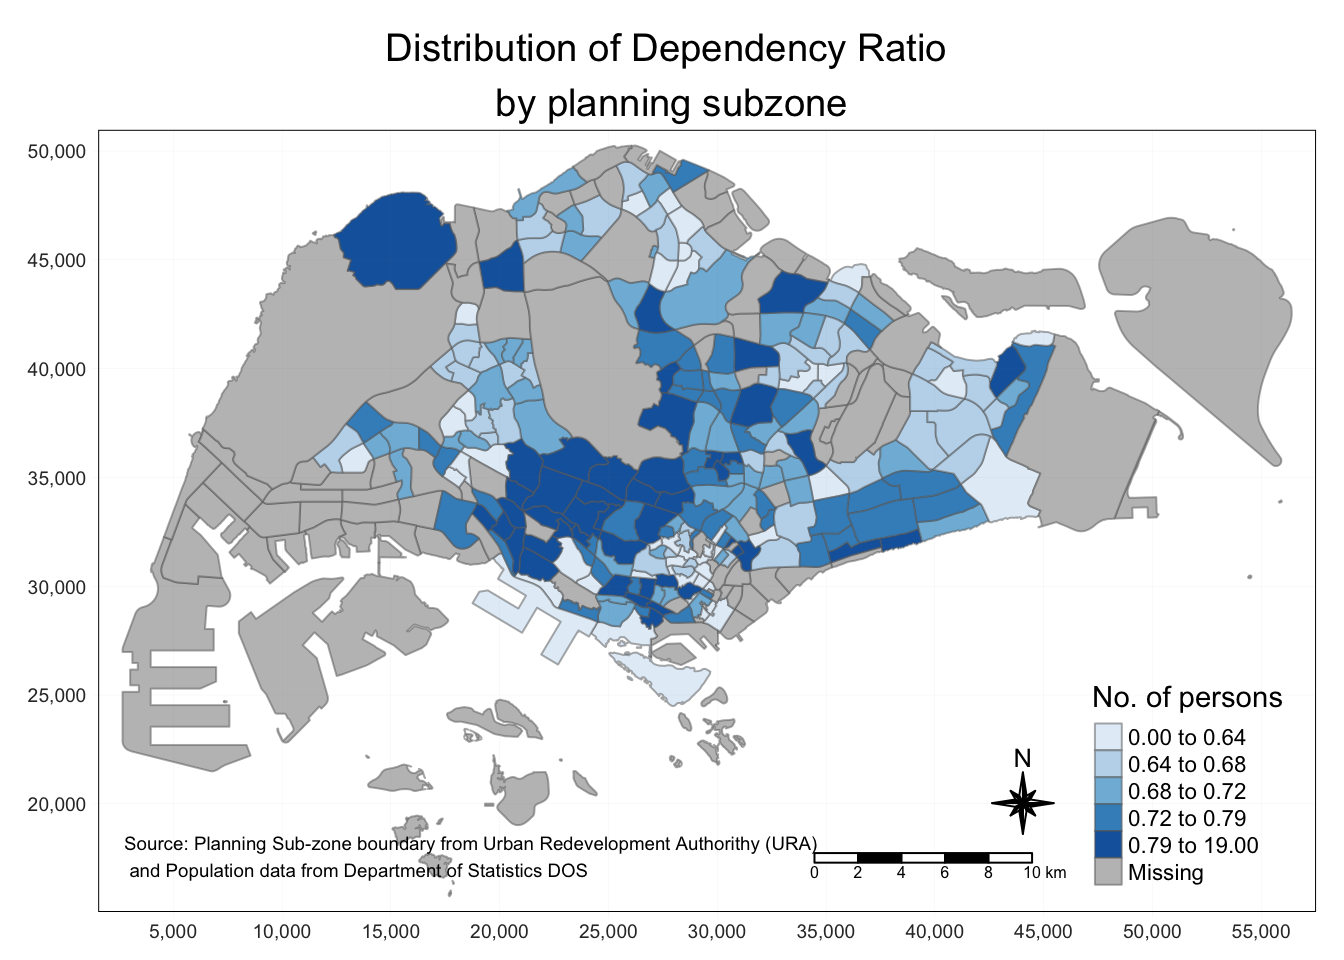 Distribution of Dependency Ratio
by planning subzone
50,000
45,000
40,000
35,000
30,000
25,000
20,000
No. of persons
0.00 to 0.64
0.64 to 0.68
0.68 to 0.72
0.72 to 0.79
0.79 to 19.00
Missing
N
Source: Planning Sub-zone boundary from Urban Redevelopment Authorithy (URA)
and Population data from Department of Statistics DOS
0 2 4 6 8 10 km
5,000 10,000 15,000 20,000 25,000 30,000 35,000 40,000 45,000 50,000 55,000